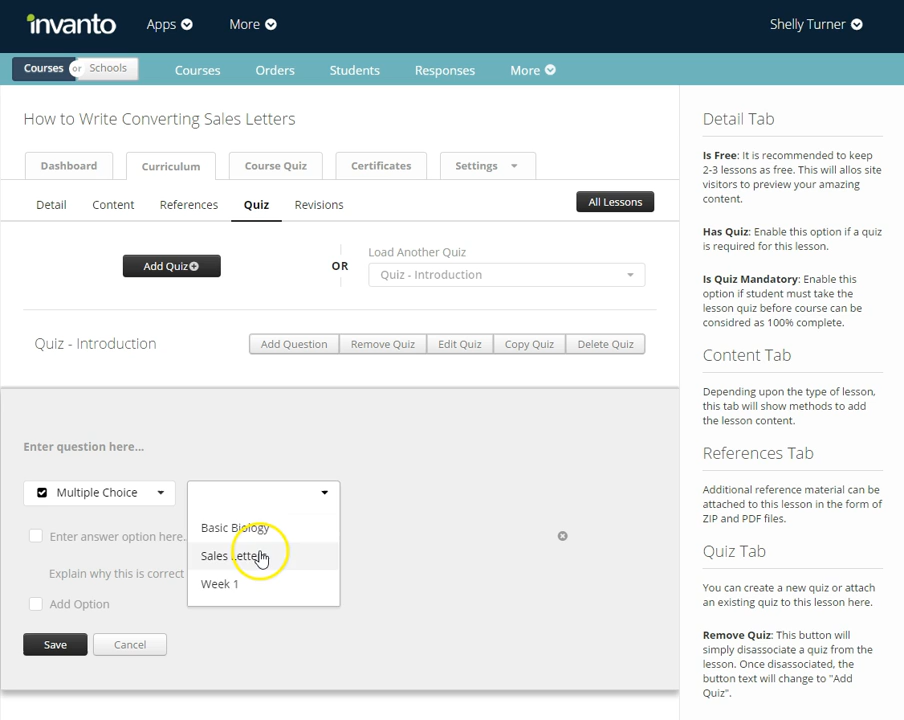 invanto
Apps
More
Shelly Turner
Courses or Schools
Courses
Orders
Students
Responses
More
How to Write Converting Sales Letters
Dashboard
Curriculum
Course Quiz
Certificates
Settings
Detail
Content
References
Quiz
Revisions
All Lessons
Add Quiz
OR
Load Another Quiz
Quiz - Introduction
Quiz - Introduction
Add Question
Remove Quiz
Edit Quiz
Copy Quiz
Delete Quiz
Enter question here...
Multiple Choice
Basic Biology
Sales Letters
Week 1
Enter answer option here.
Explain why this is correct
Add Option
Save
Cancel
Detail Tab
Is Free: It is recommended to keep
2-3 lessons as free. This will allos site
visitors to preview your amazing
content.
Has Quiz: Enable this option if a quiz
is required for this lesson.
Is Quiz Mandatory: Enable this
option if student must take the
lesson quiz before course can be
considred as 100% complete.
Content Tab
Depending upon the type of lesson,
this tab will show methods to add
the lesson content.
References Tab
Additional reference material can be
attached to this lesson in the form of
ZIP and PDF files.
Quiz Tab
You can create a new quiz or attach
an existing quiz to this lesson here.
Remove Quiz: This button will
simply disassociate a quiz from the
lesson. Once disassociated, the
button text will change to "Add
Quiz".